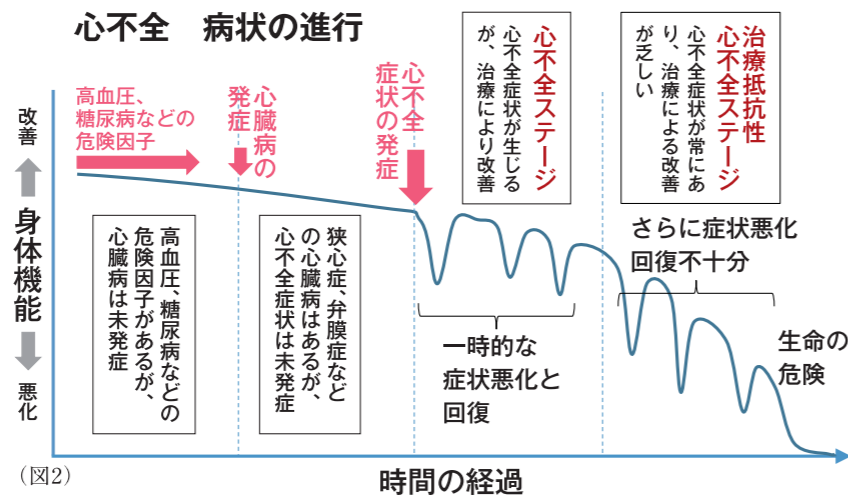 心不全　病状の進行
高血圧、
糖尿病などの
危険因子
心臓病の
発症
心不全
症状の発症
心不全ステージ
心不全症状が生じる
が、治療により改善
治療抵抗性
心不全ステージ
心不全症状が常にあ
り、治療による改善
が乏しい
改善
身体機能
悪化
高血圧、糖尿病などの
危険因子があるが、
心臓病は未発症
狭心症、弁膜症など
の心臓病はあるが、
心不全症状は未発症
一時的な
症状悪化と
回復
さらに症状悪化
回復不十分
生命の
危険
（図2）
時間の経過